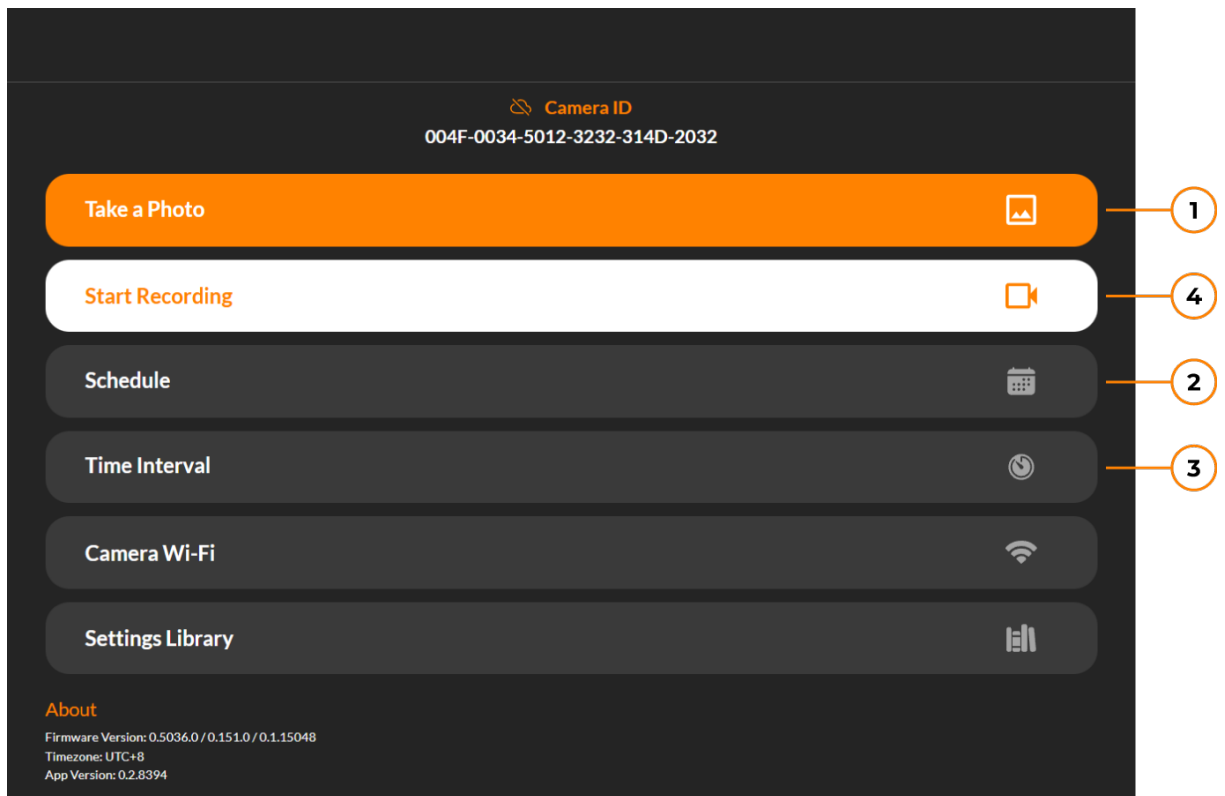 Camera ID
004F-0034-5012-3232-314D-2032
Take a Photo
1
Start Recording
4
Schedule
2
Time Interval
3
Camera Wi-Fi
Settings Library
About
Firmware Version: 0.5036.0 / 0.151.0 / 0.1.15048
Timezone: UTC+8
App Version: 0.2.8394